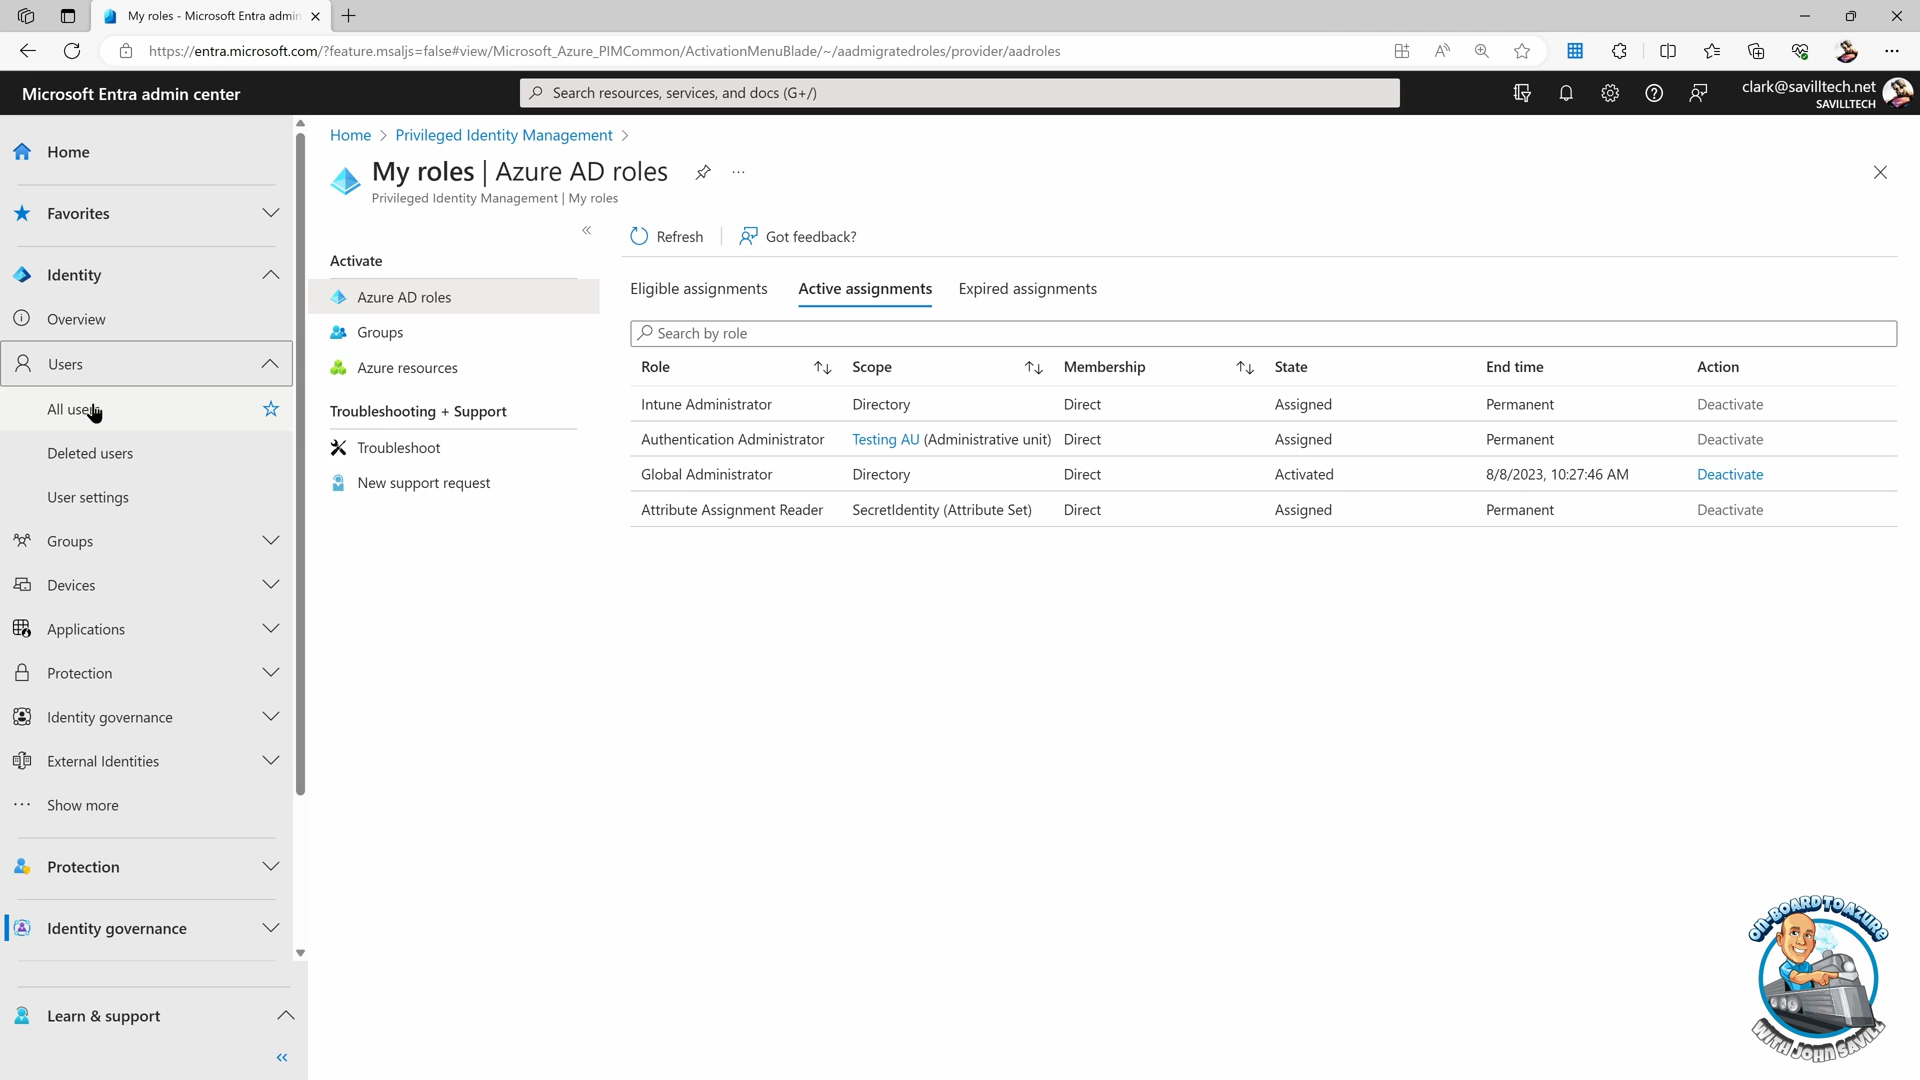 My roles - Microsoft Entra admin
https://entra.microsoft.com/?feature.msaljs=false#view/Microsoft_Azure_PIMCommon/ActivationMenuBlade/~/aadmigratedroles/provider/aadroles
Microsoft Entra admin center
Search resources, services, and docs (G+/)
clark@savilltech.net
SAVILLTECH
Home
Favorites
Identity
Overview
Users
All users
Deleted users
User settings
Groups
Devices
Applications
Protection
Identity governance
External Identities
Show more
Protection
Identity governance
Learn & support
Home > Privileged Identity Management >
My roles | Azure AD roles
Privileged Identity Management | My roles
Activate
Azure AD roles
Groups
Azure resources
Troubleshooting + Support
Troubleshoot
New support request
Refresh Got feedback?
Eligible assignments Active assignments Expired assignments
Search by role
Role Scope Membership State End time Action
Intune Administrator Directory Direct Assigned Permanent Deactivate
Authentication Administrator Testing AU (Administrative unit) Direct Assigned Permanent Deactivate
Global Administrator Directory Direct Activated 8/8/2023, 10:27:46 AM Deactivate
Attribute Assignment Reader SecretIdentity (Attribute Set) Direct Assigned Permanent Deactivate
ON-BOARD TO AZURE
WITH JOHN SAVILL